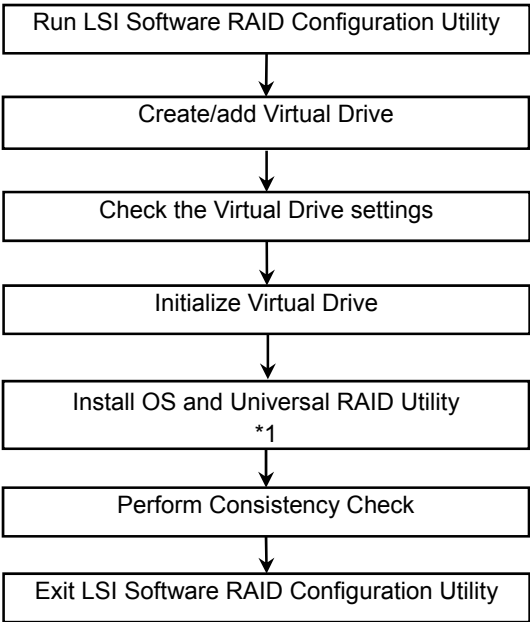 Run LSI Software RAID Configuration Utility
Create/add Virtual Drive
Check the Virtual Drive settings
Initialize Virtual Drive
Install OS and Universal RAID Utility
*1
Perform Consistency Check
Exit LSI Software RAID Configuration Utility